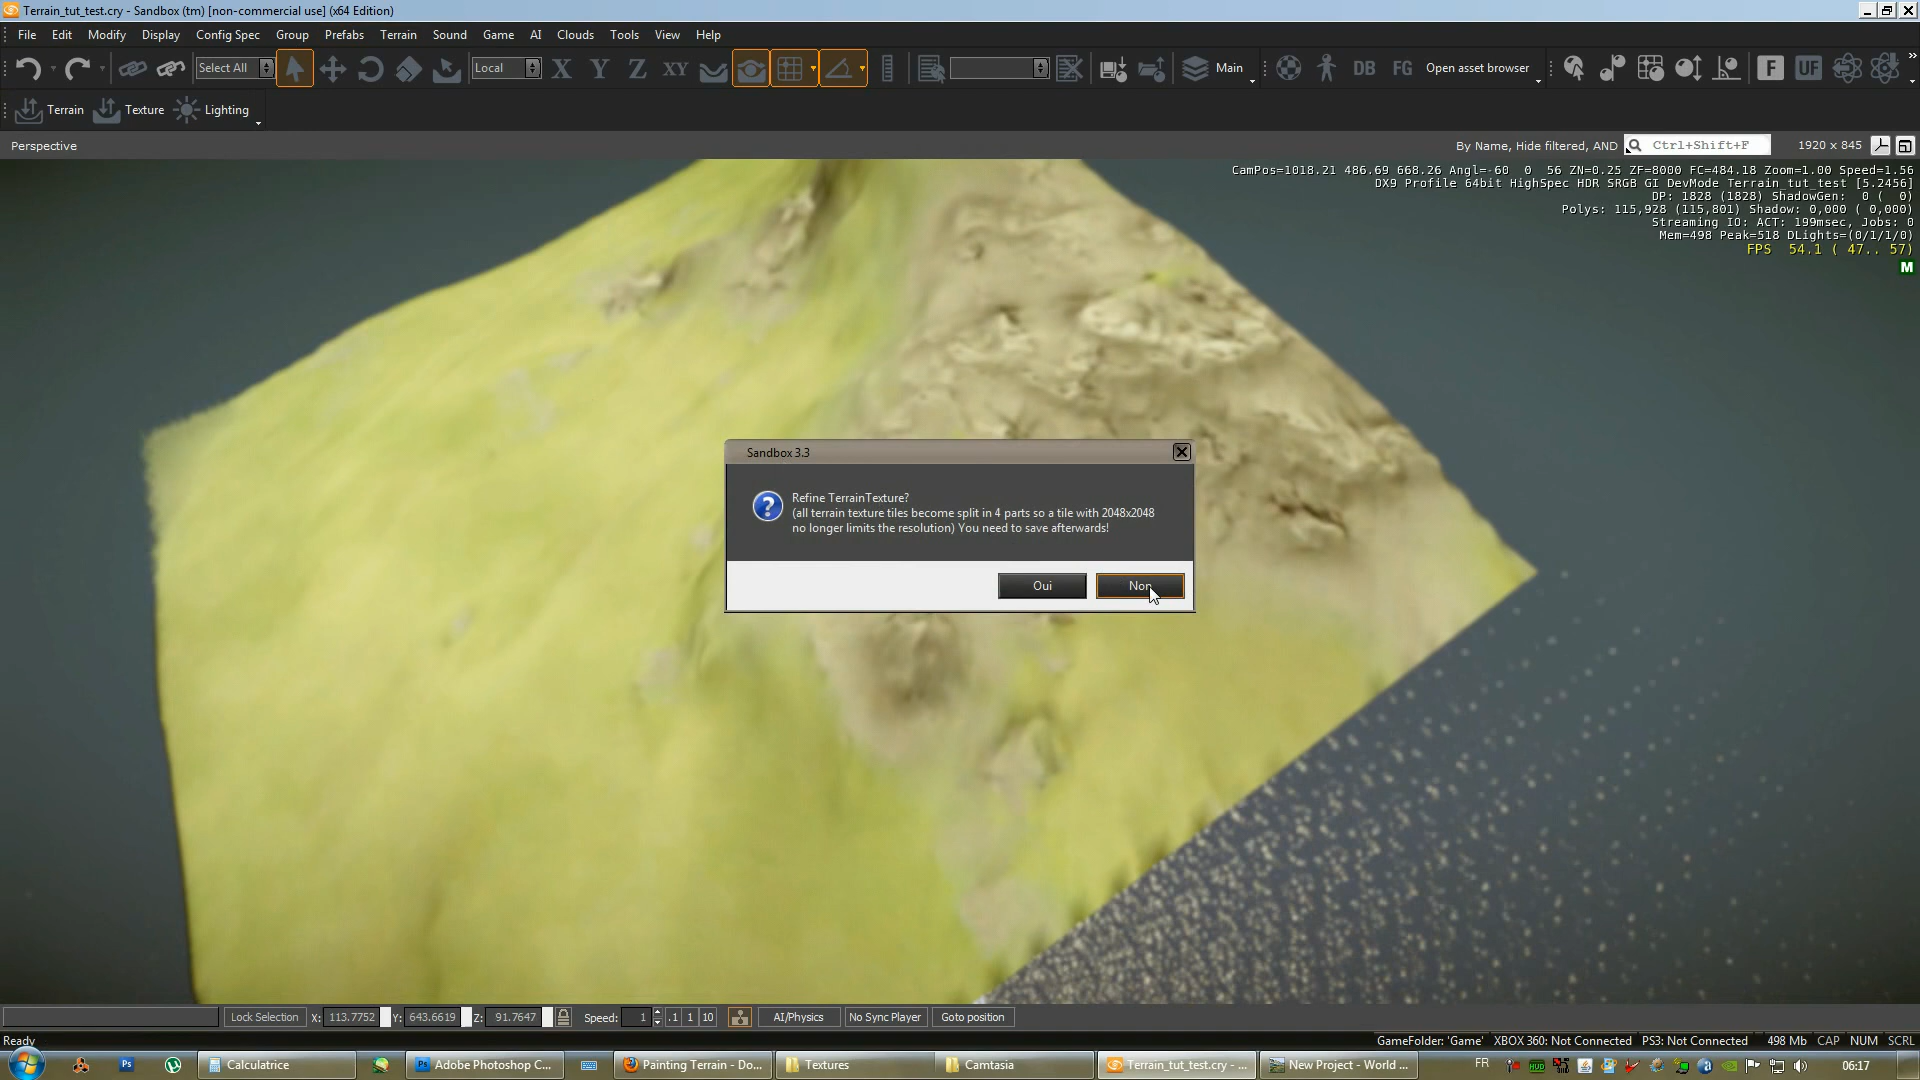 Terrain_tut_test.cry - Sandbox (tm) [non-commercial use] (x64 Edition)
File Edit Modify Display Config Spec Group Prefabs Terrain Sound Game AI Clouds Tools View Help
Select All Local X Y Z XY Main DB FG Open asset browser F UF
Terrain Texture Lighting
Perspective By Name, Hide filtered, AND Ctrl+Shift+F 1920 x 845
CamPos=1018.21 486.69 668.26 Angl=-60 0 56 ZN=0.25 ZF=8000 FC=484.18 Zoom=1.00 Speed=1.56
DX9 Profile 64bit HighSpec HDR SRGB GI DevMode Terrain_tut_test [5.2456]
DP: 1828 (1828) ShadowGen: 0 ( 0)
Polys: 115,928 (115,801) Shadow: 0,000 ( 0,000)
Streaming IO: ACT: 199msec, Jobs: 0
Mem=498 Peak=518 DLights=(0/1/1/0)
FPS 54.1 ( 47.. 57)
M
Sandbox 3.3
Refine TerrainTexture?
(all terrain texture tiles become split in 4 parts so a tile with 2048x2048
no longer limits the resolution) You need to save afterwards!
Oui Non
Lock Selection X: 113.7752 Y: 643.6619 Z: 91.7647 Speed: 1 .1 1 10 AI/Physics No Sync Player Goto position
Ready GameFolder: 'Game' XBOX 360: Not Connected PS3: Not Connected 498 Mb CAP NUM SCRL
Ps Calculatrice Ps Adobe Photoshop C... Painting Terrain - Do... Textures Camtasia Terrain_tut_test.cry - ... New Project - World ... FR 06:17